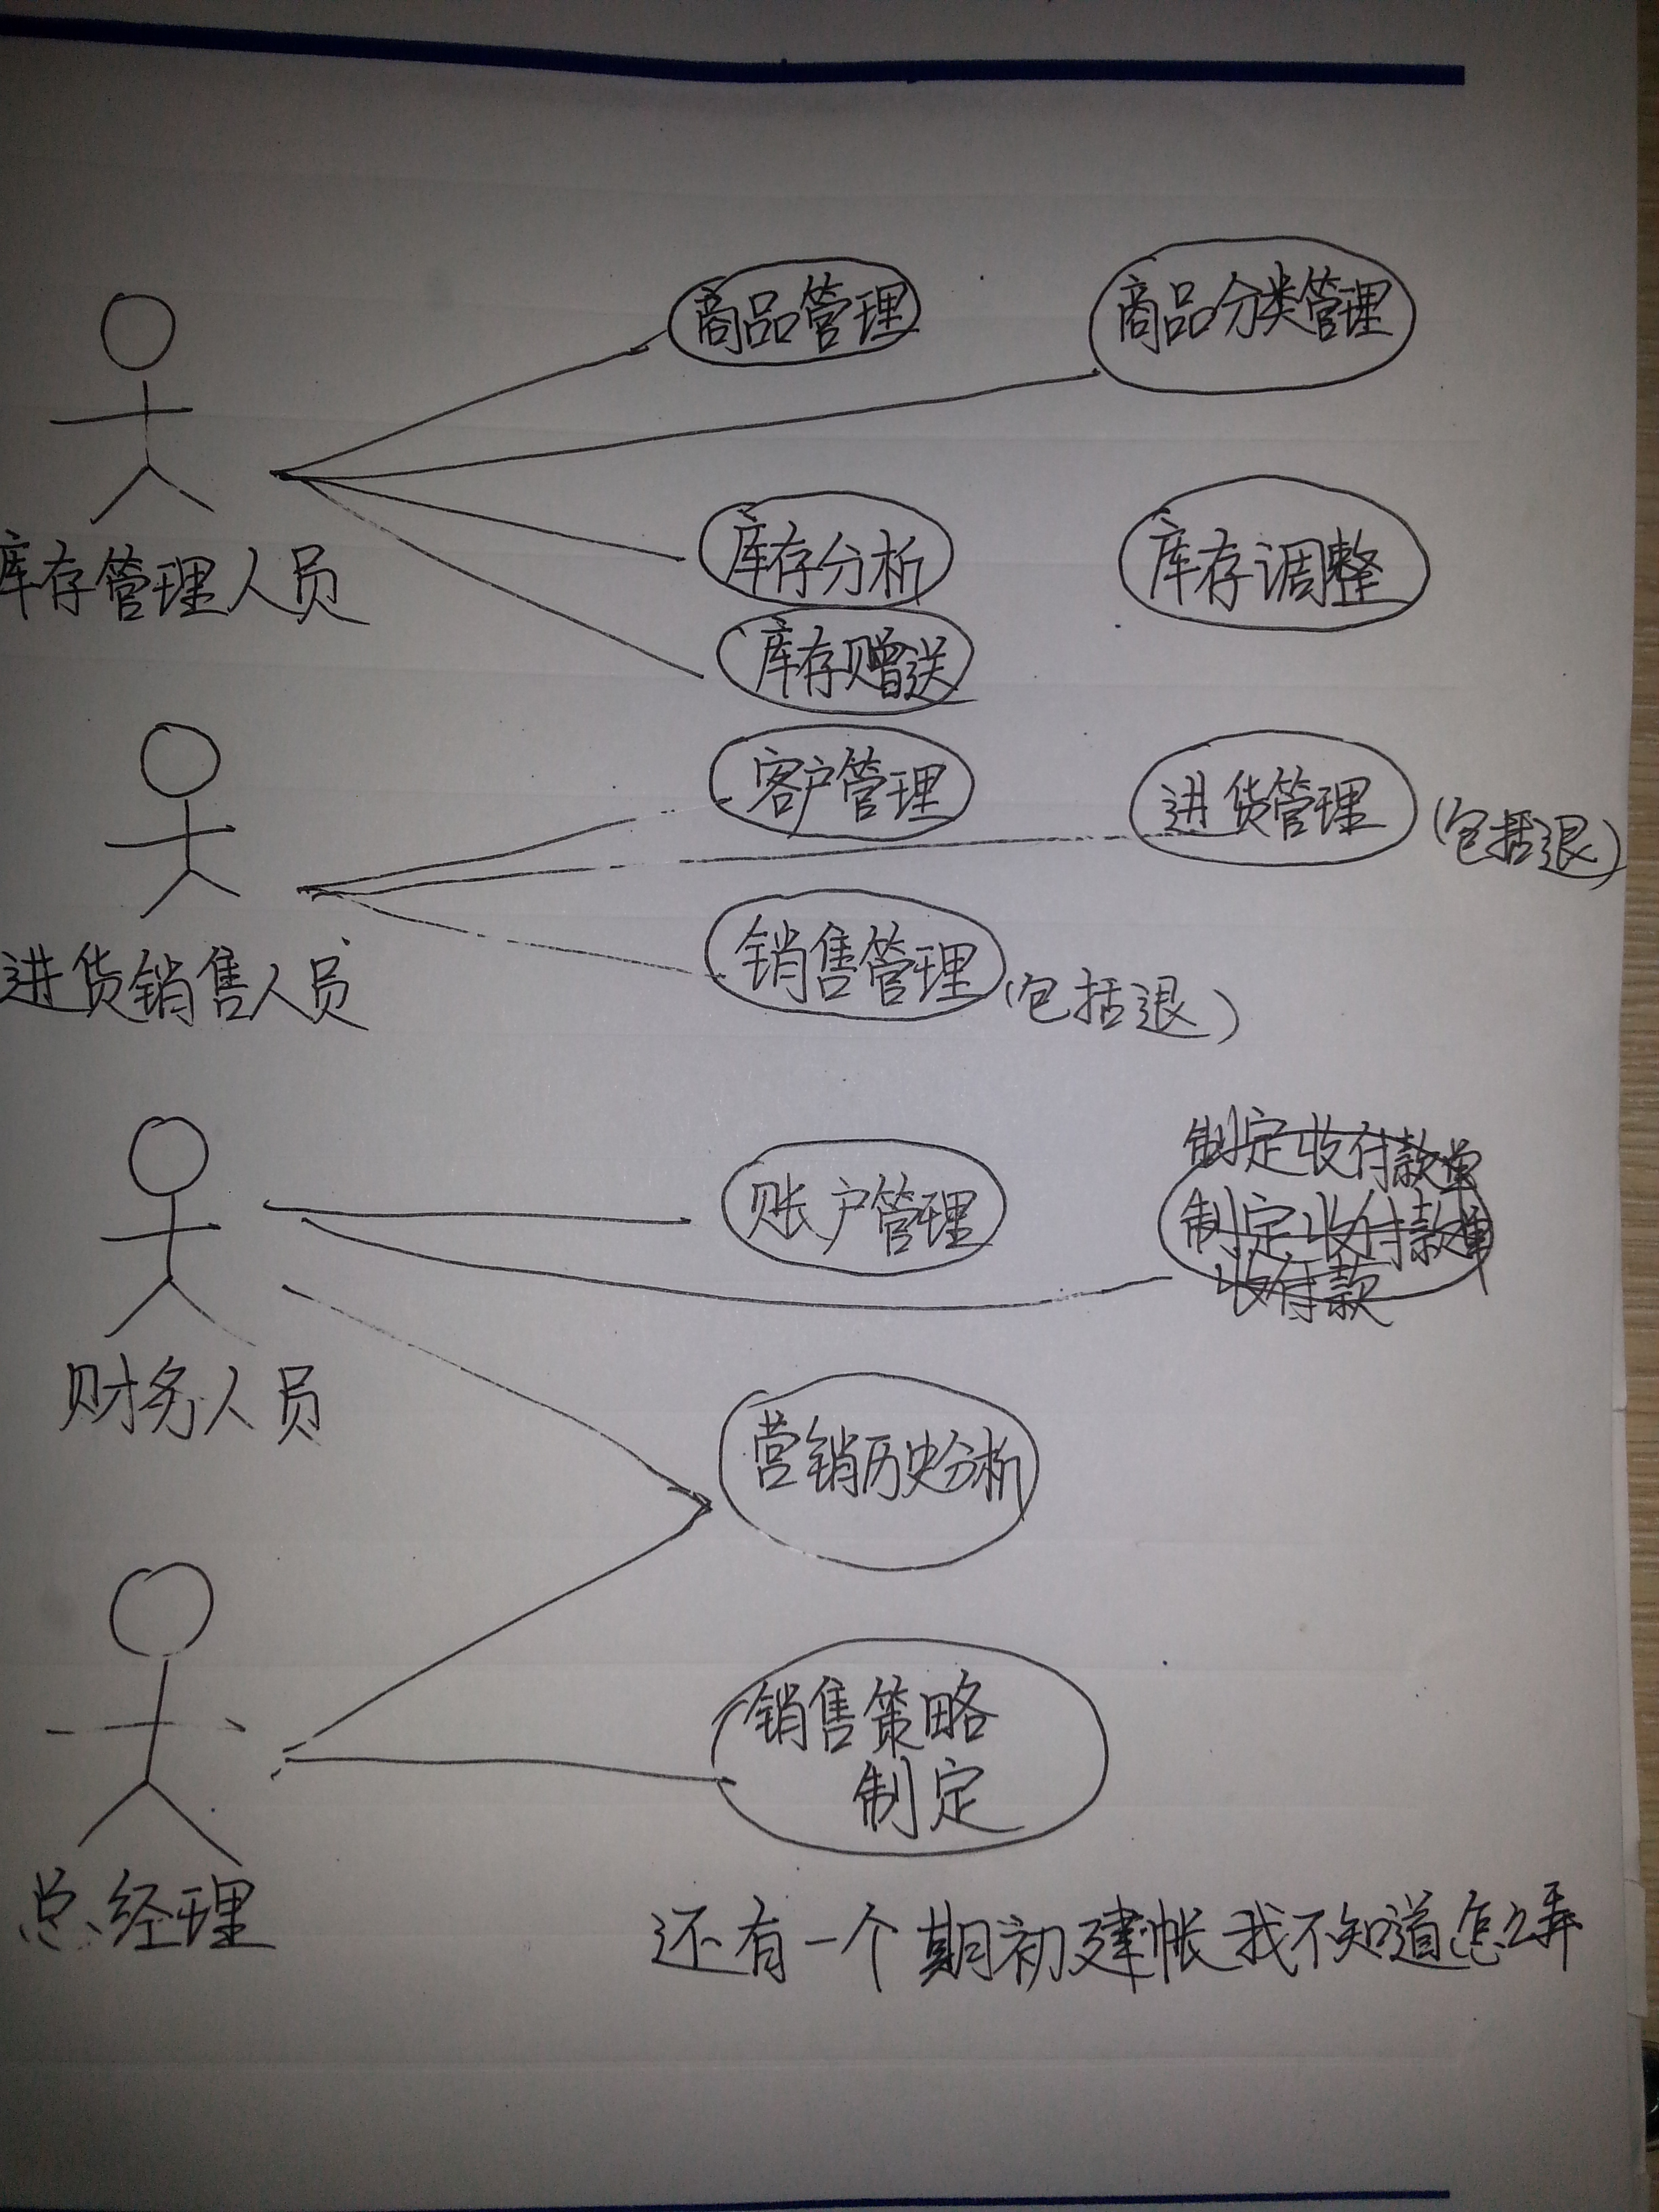 商品管理
商品分类管理
库存管理人员
库存分析
库存调整
库存赠送
客户管理
进货管理
(包括退)
进货销售人员
销售管理
(包括退)
制定收付款单
账户管理
制定收付款单
收付款
财务人员
营销历史分析
销售策略
制定
总经理
还有一个期初建帐我不知道怎么弄